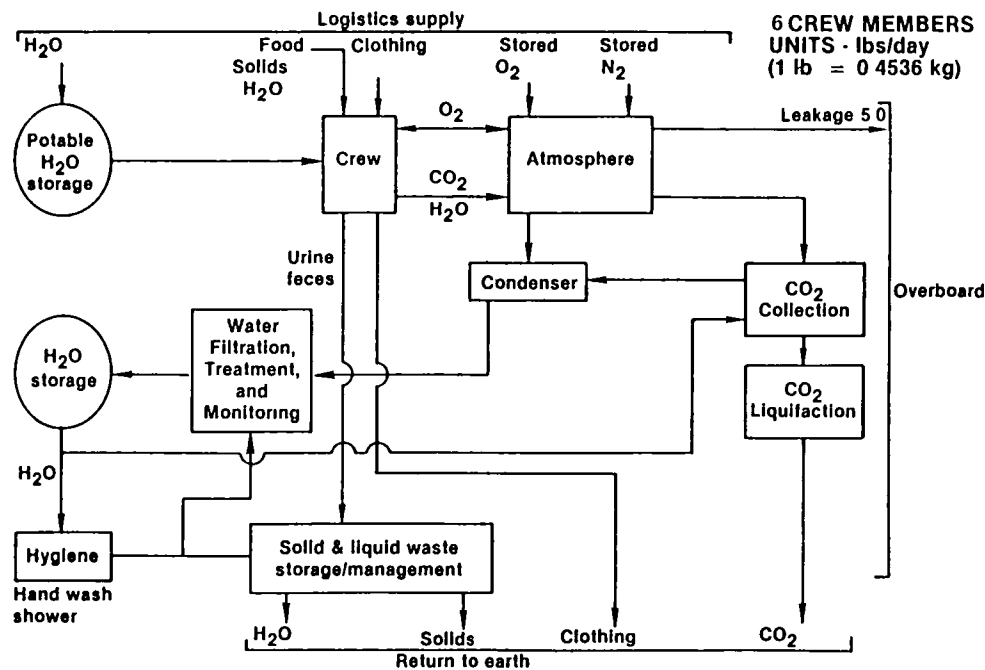 Logistics supply
6 CREW MEMBERS
UNITS - lbs/day
(1 lb = 0 4536 kg)
H₂O
Food
Solids
H₂O
Clothing
Stored
O₂
Stored
N₂
Potable
H₂O
storage
Crew
O₂
CO₂
H₂O
Atmosphere
Leakage 5 0
Urine
feces
Condenser
CO₂
Collection
Overboard
H₂O
storage
Water
Filtration,
Treatment,
and
Monitoring
CO₂
Liquifaction
H₂O
Hygiene
Hand wash
shower
Solid & liquid waste
storage/management
H₂O
Solids
Clothing
CO₂
Return to earth